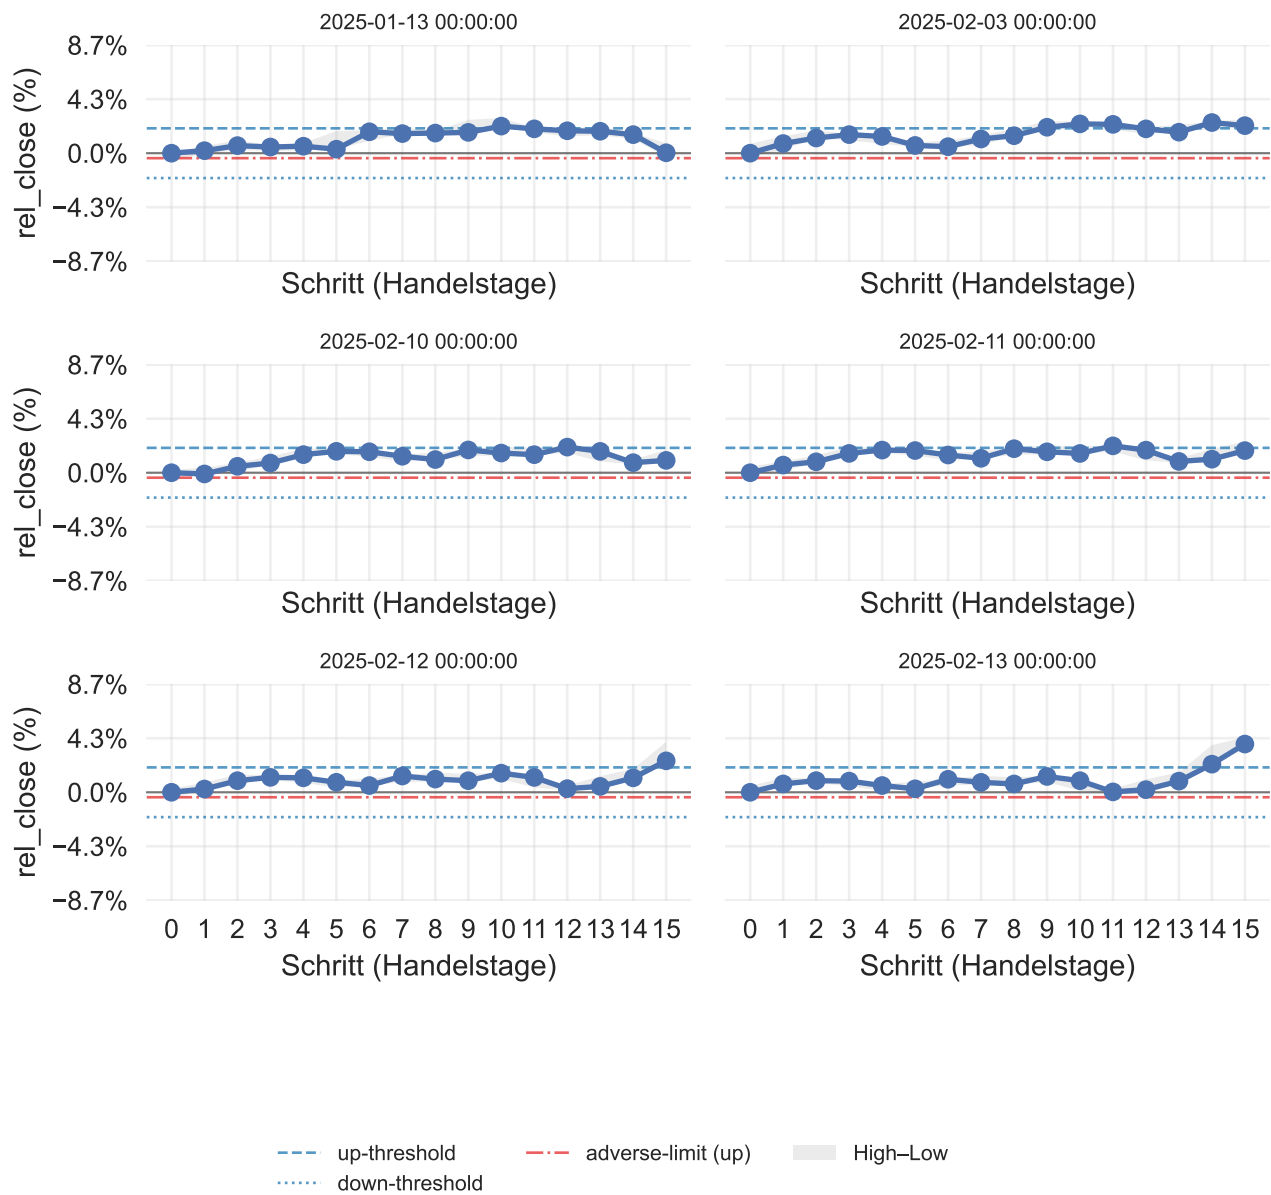 2025-01-13 00:00:00
2025-02-03 00:00:00
8.7%
4.3%
0.0%
−4.3%
−8.7%
rel_close (%)
Schritt (Handelstage)
Schritt (Handelstage)
2025-02-10 00:00:00
2025-02-11 00:00:00
8.7%
4.3%
0.0%
−4.3%
−8.7%
rel_close (%)
Schritt (Handelstage)
Schritt (Handelstage)
2025-02-12 00:00:00
2025-02-13 00:00:00
8.7%
4.3%
0.0%
−4.3%
−8.7%
rel_close (%)
0 1 2 3 4 5 6 7 8 9 10 11 12 13 14 15
0 1 2 3 4 5 6 7 8 9 10 11 12 13 14 15
Schritt (Handelstage)
Schritt (Handelstage)
up-threshold
down-threshold
adverse-limit (up)
High–Low